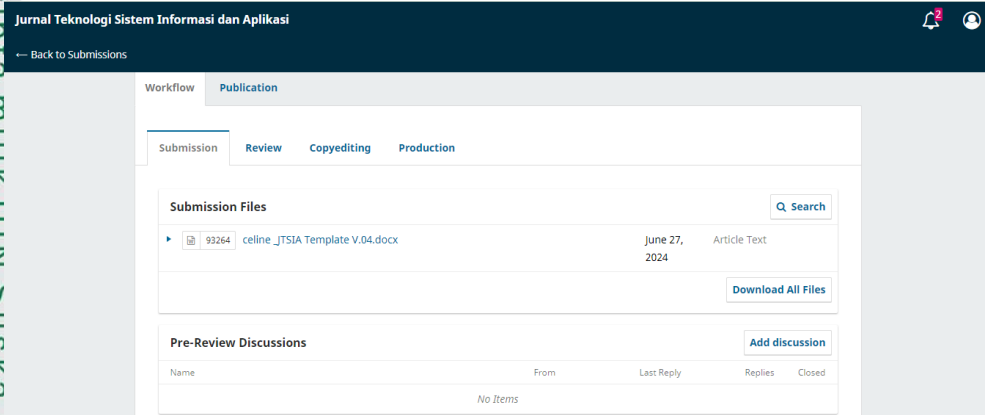 Jurnal Teknologi Sistem Informasi dan Aplikasi
2
← Back to Submissions
Workflow Publication
Submission Review Copyediting Production
Submission Files Search
93264 celine _JTSIA Template V.04.docx June 27, Article Text
2024
Download All Files
Pre-Review Discussions Add discussion
Name From Last Reply Replies Closed
No Items